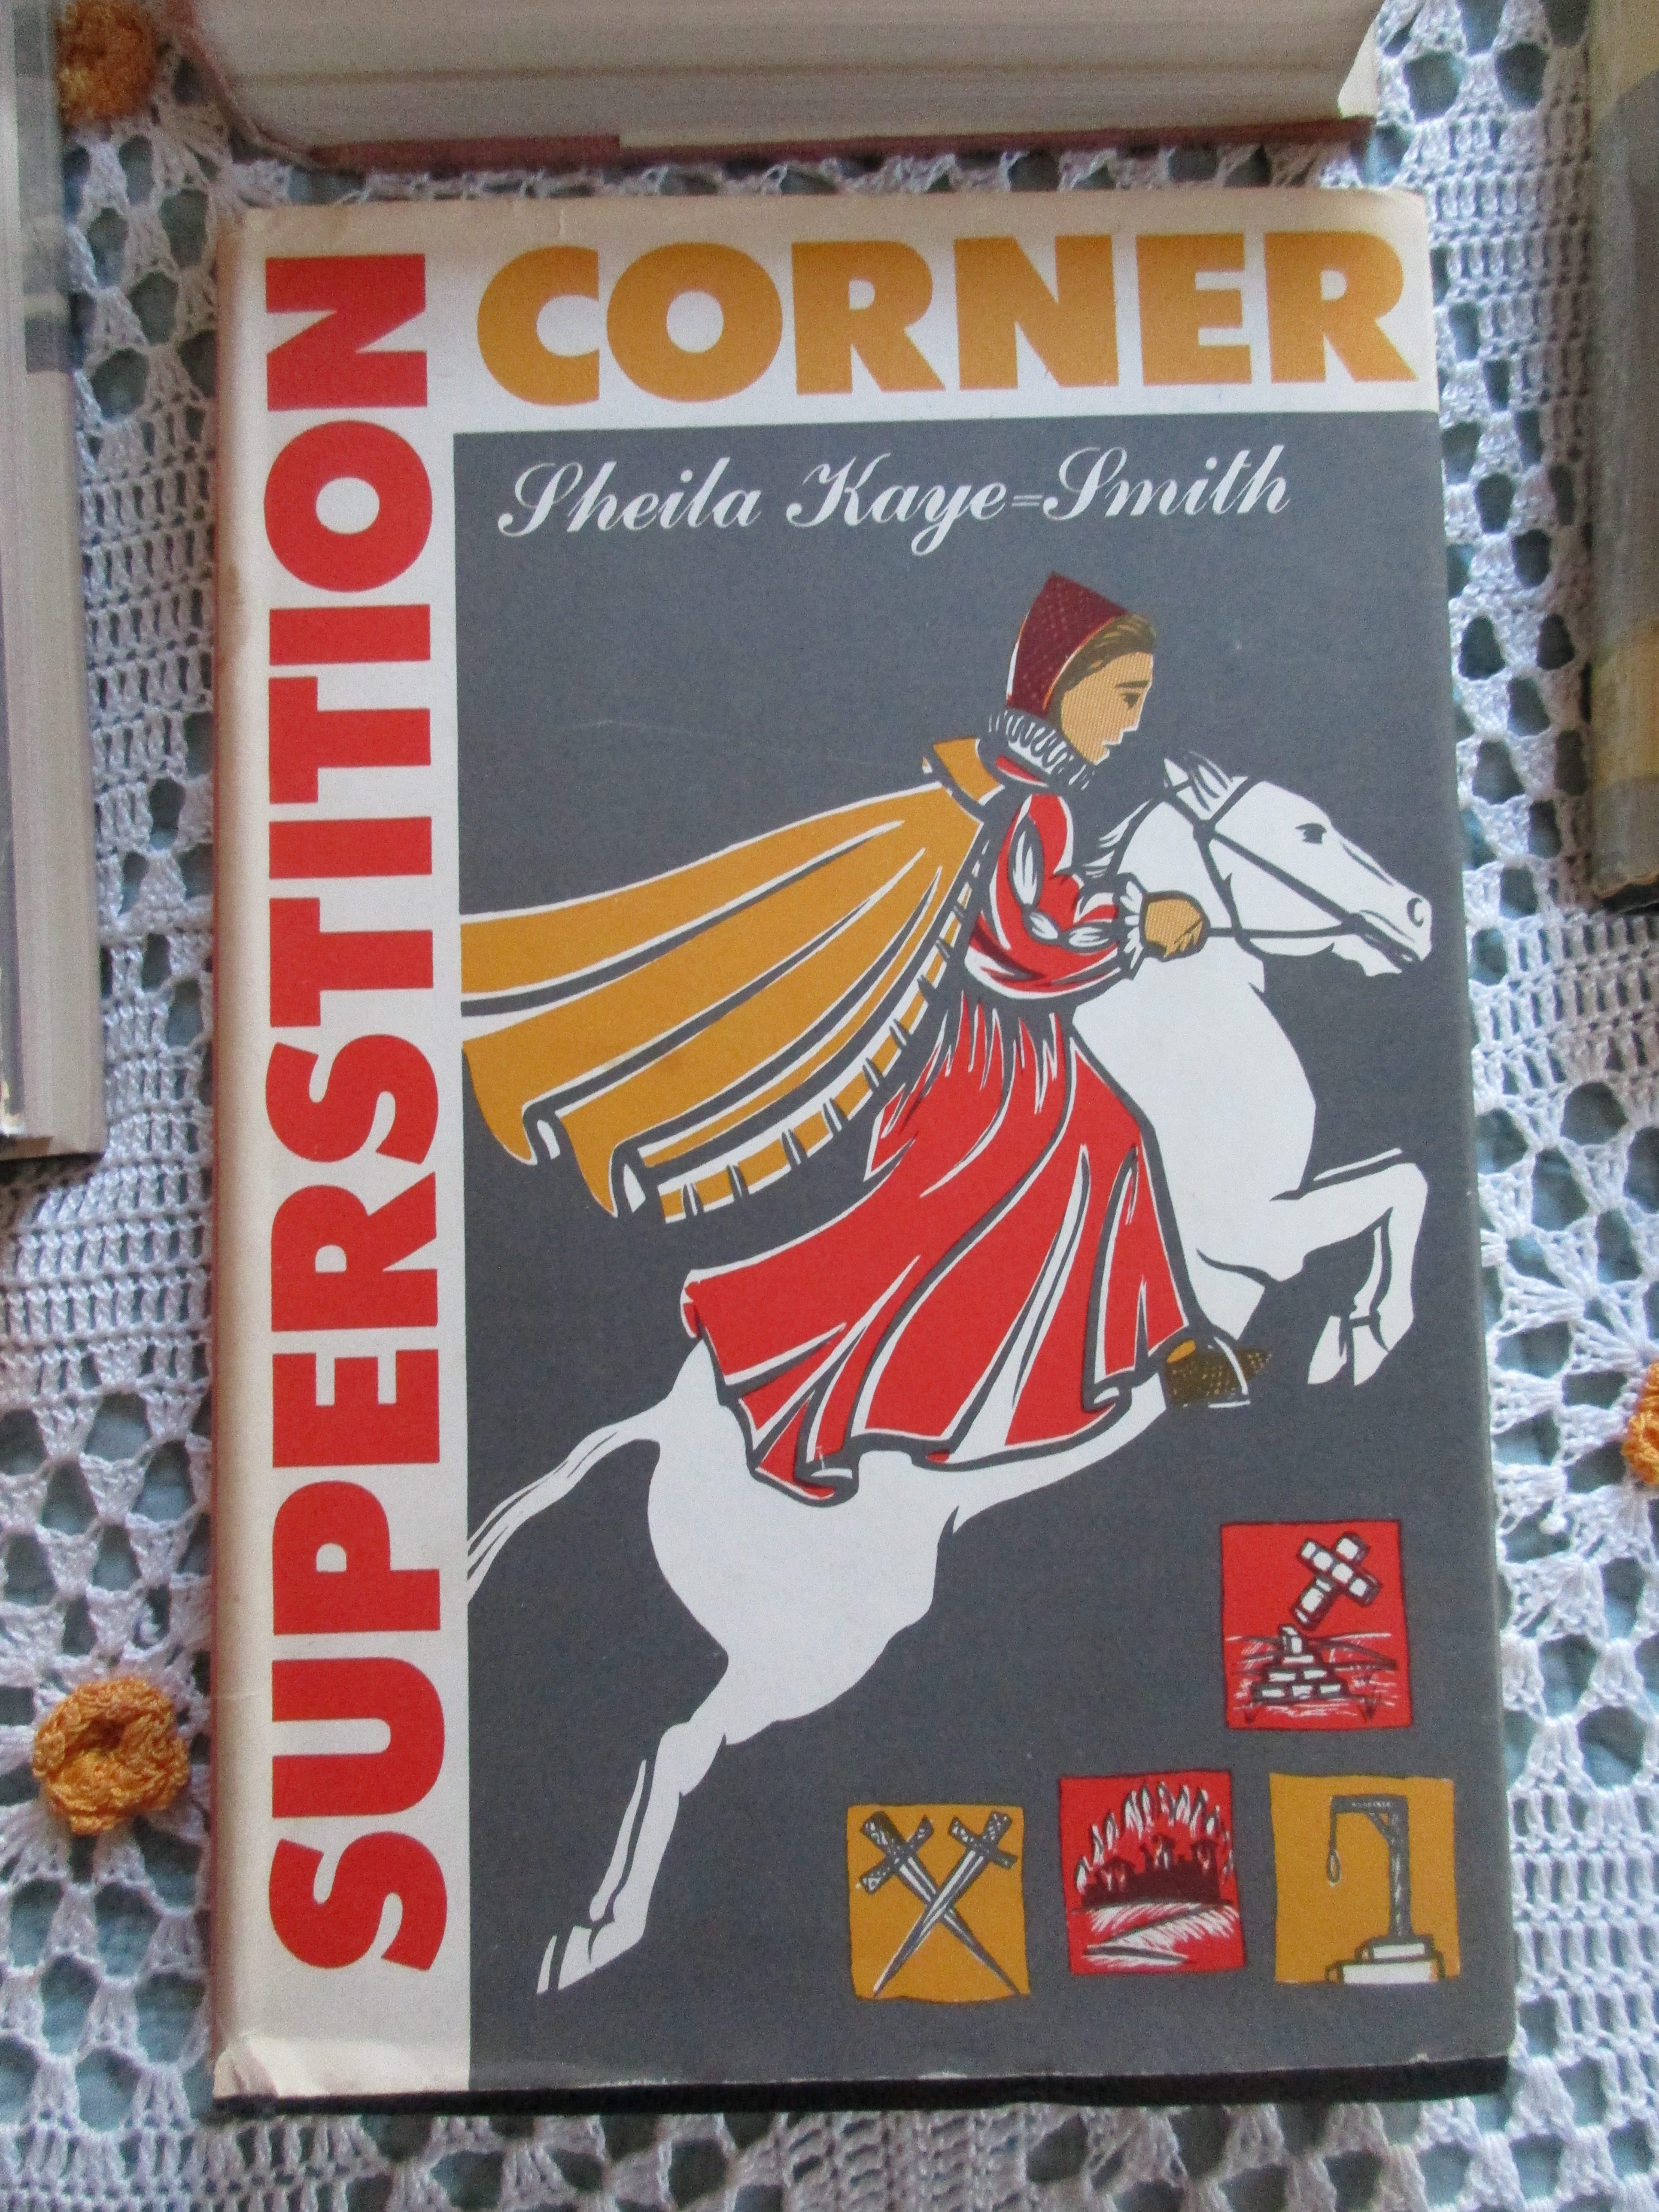 SUPERSTITION
CORNER
Sheila Kaye=Smith